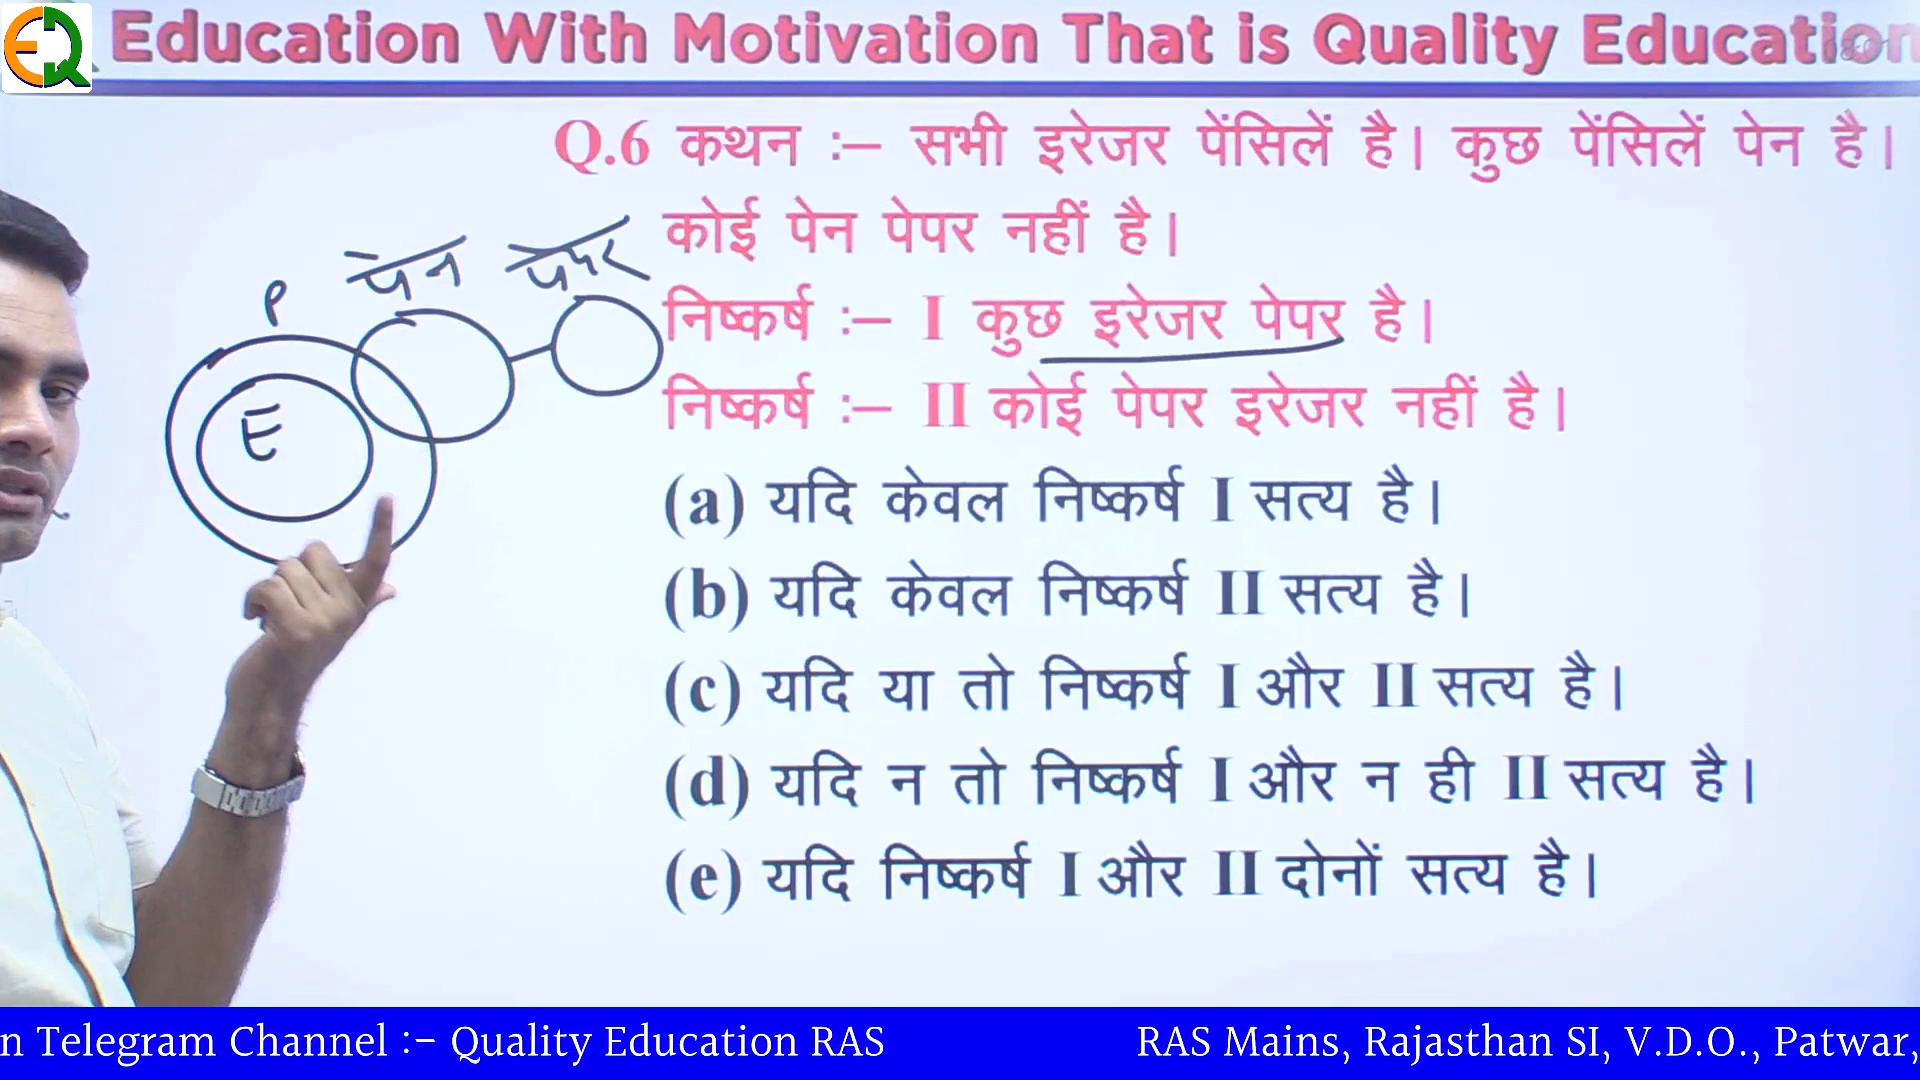 EQ
Education With Motivation That is Quality Education
Q.6 कथन :– सभी इरेजर पेंसिलें है। कुछ पेंसिलें पेन है।
कोई पेन पेपर नहीं है।
निष्कर्ष :– I कुछ इरेजर पेपर है।
निष्कर्ष :– II कोई पेपर इरेजर नहीं है।
(a) यदि केवल निष्कर्ष I सत्य है।
(b) यदि केवल निष्कर्ष II सत्य है।
(c) यदि या तो निष्कर्ष I और II सत्य है।
(d) यदि न तो निष्कर्ष I और न ही II सत्य है।
(e) यदि निष्कर्ष I और II दोनों सत्य है।
P पेन पेपर
E
n Telegram Channel :– Quality Education RAS RAS Mains, Rajasthan SI, V.D.O., Patwar,